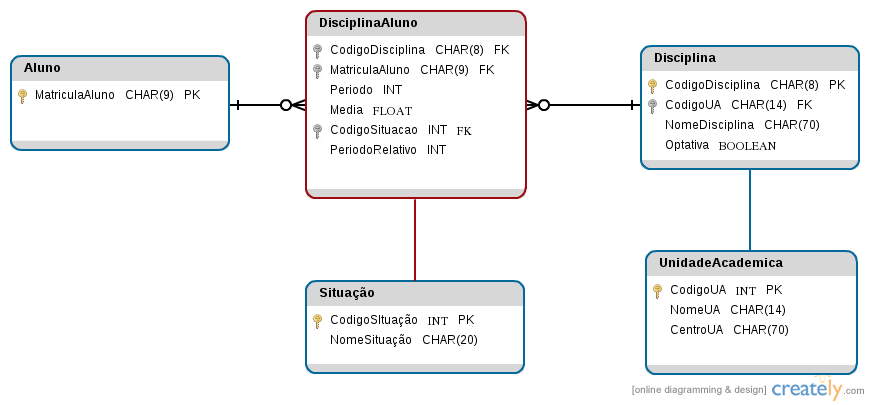 Aluno
MatriculaAluno CHAR(9) PK
DisciplinaAluno
CodigoDisciplina CHAR(8) FK
MatriculaAluno CHAR(9) FK
Periodo INT
Media FLOAT
CodigoSituacao INT FK
PeriodoRelativo INT
Disciplina
CodigoDisciplina CHAR(8) PK
CodigoUA CHAR(14) FK
NomeDisciplina CHAR(70)
Optativa BOOLEAN
Situação
CodigoSItuação INT PK
NomeSituação CHAR(20)
UnidadeAcademica
CodigoUA INT PK
NomeUA CHAR(14)
CentroUA CHAR(70)
[online diagramming & design] creately.com